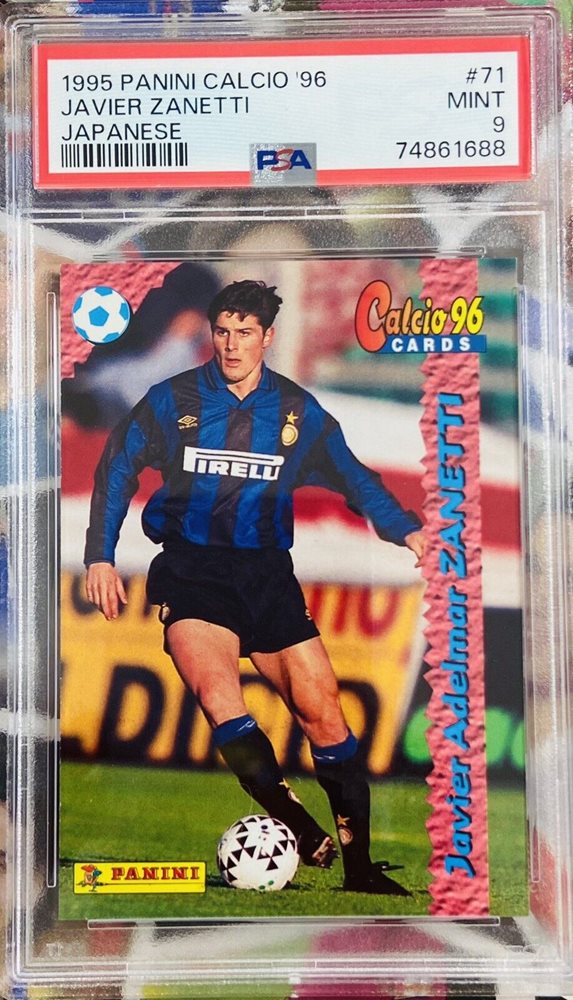 1995 PANINI CALCIO '96
#71
JAVIER ZANETTI
MINT
JAPANESE
9
PSA
74861688
Calcio 96
CARDS
UMBRO
PIRELLI
Javier Adelmar ZANETTI
PANINI